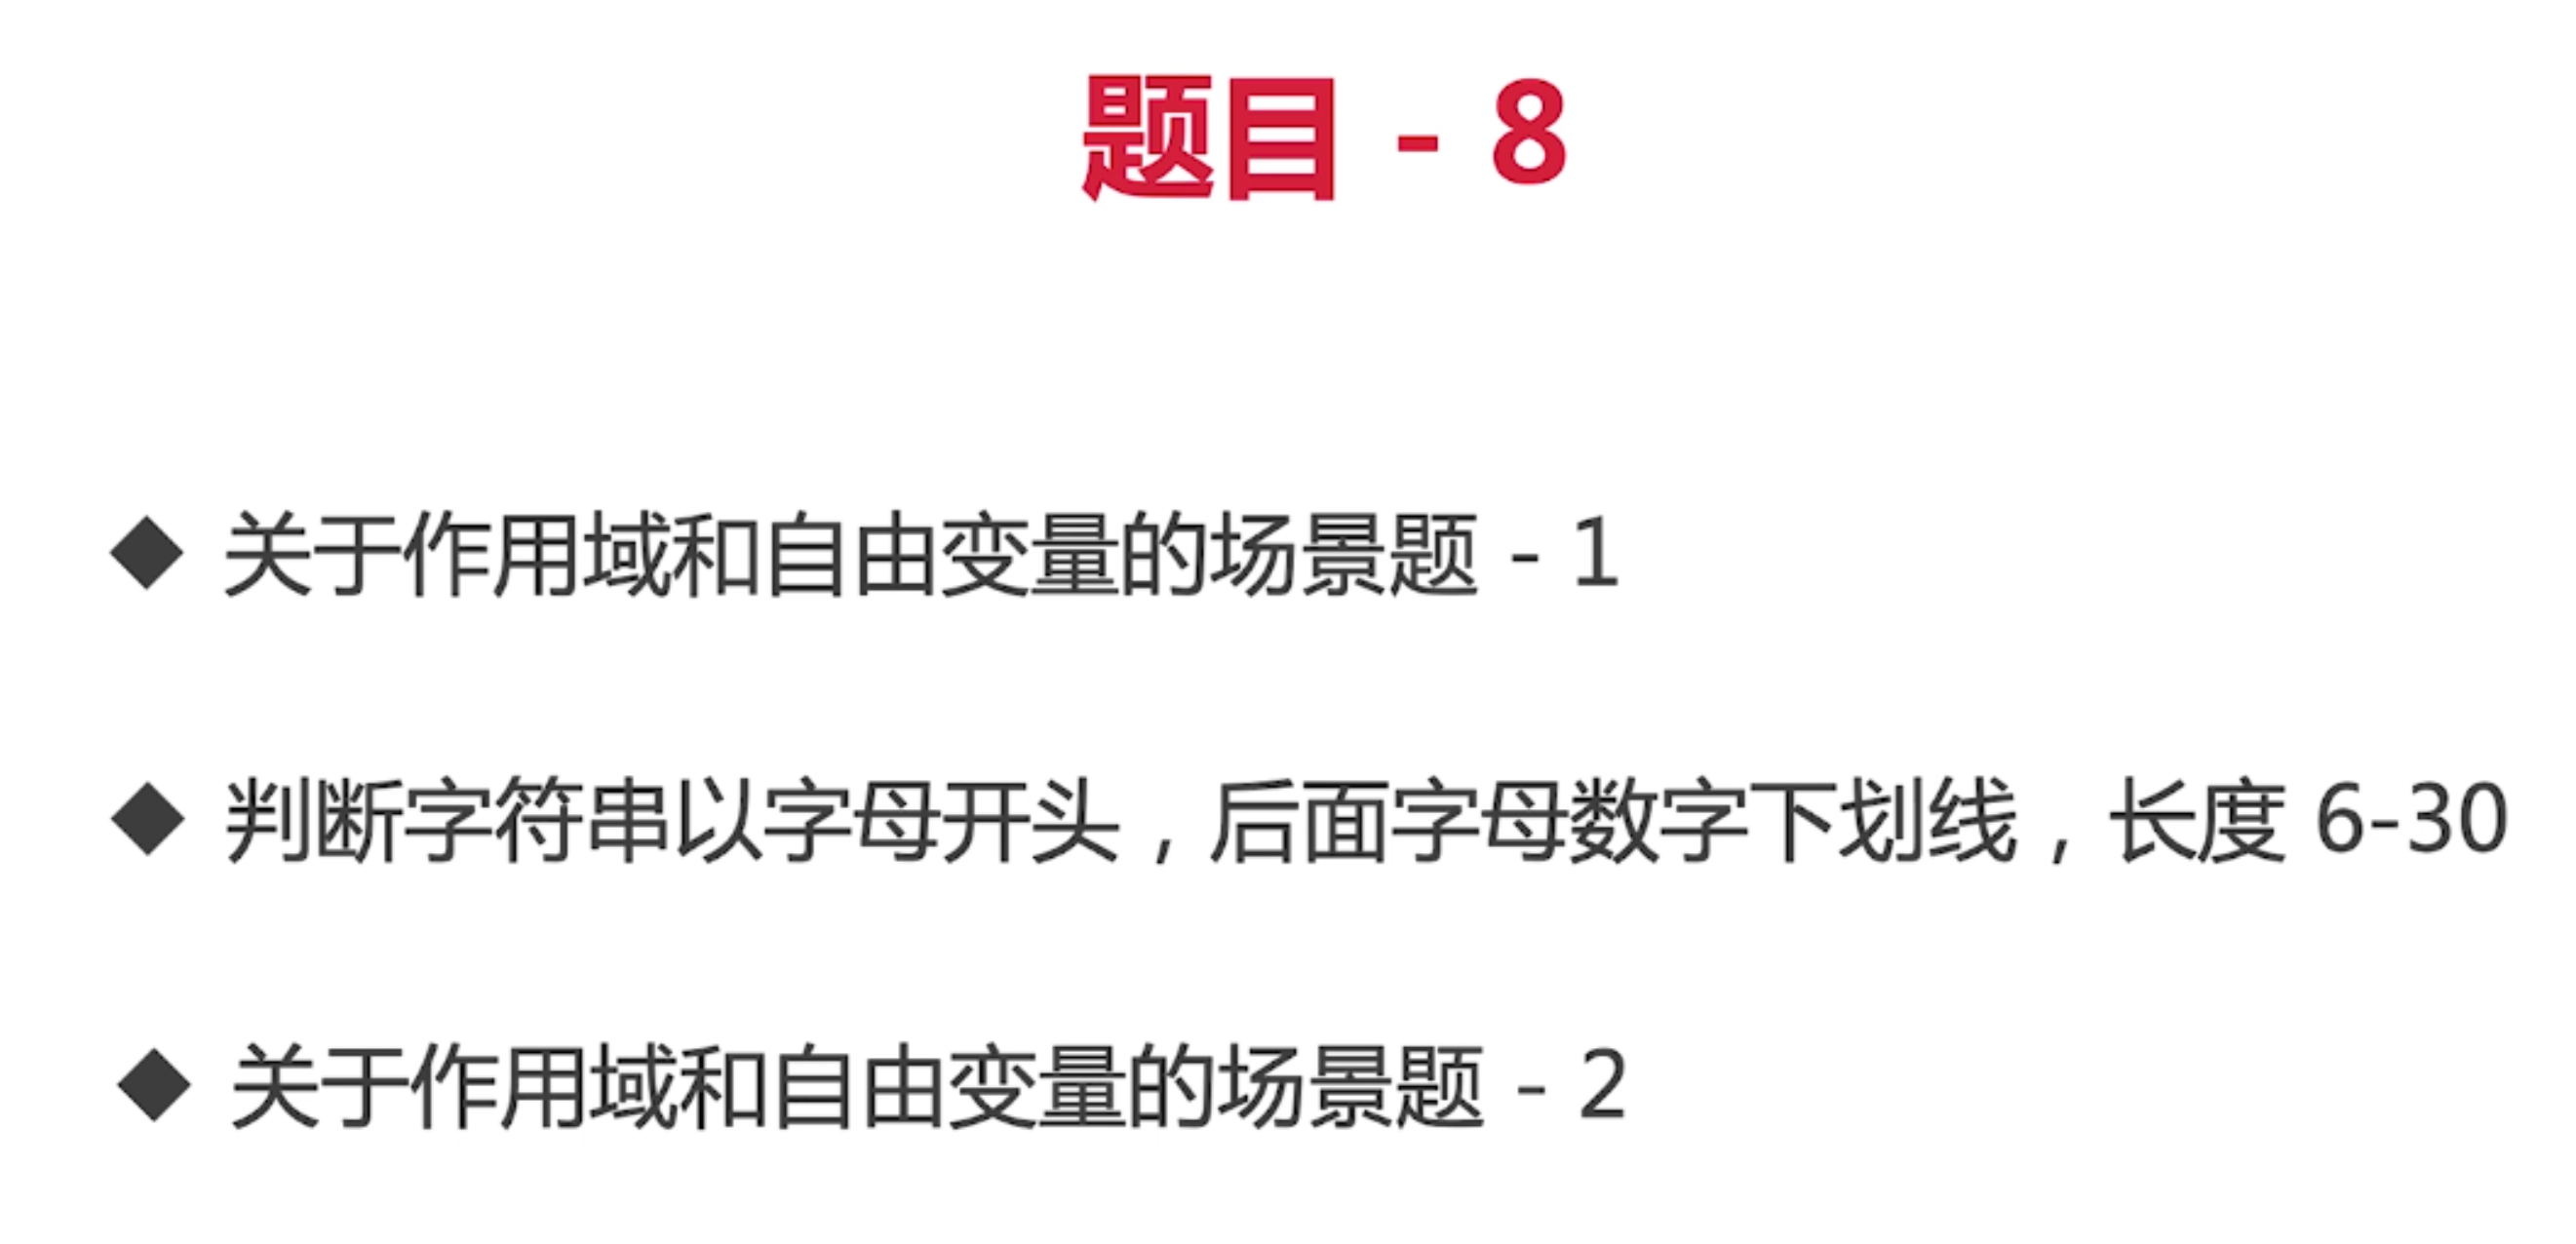 题目 - 8
◆ 关于作用域和自由变量的场景题 - 1
◆ 判断字符串以字母开头，后面字母数字下划线，长度 6-30
◆ 关于作用域和自由变量的场景题 - 2